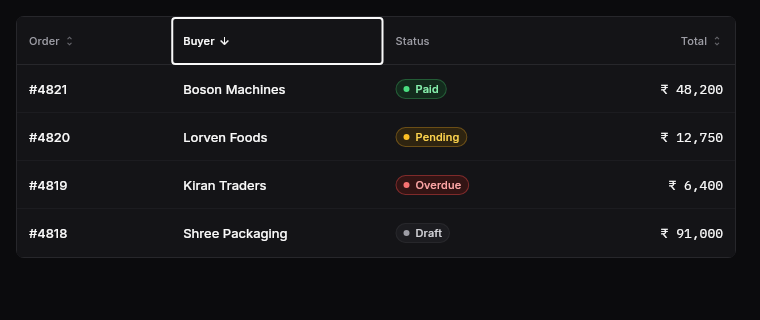 Order Buyer ↓ Status Total
#4821 Boson Machines Paid ₹ 48,200
#4820 Lorven Foods Pending ₹ 12,750
#4819 Kiran Traders Overdue ₹ 6,400
#4818 Shree Packaging Draft ₹ 91,000